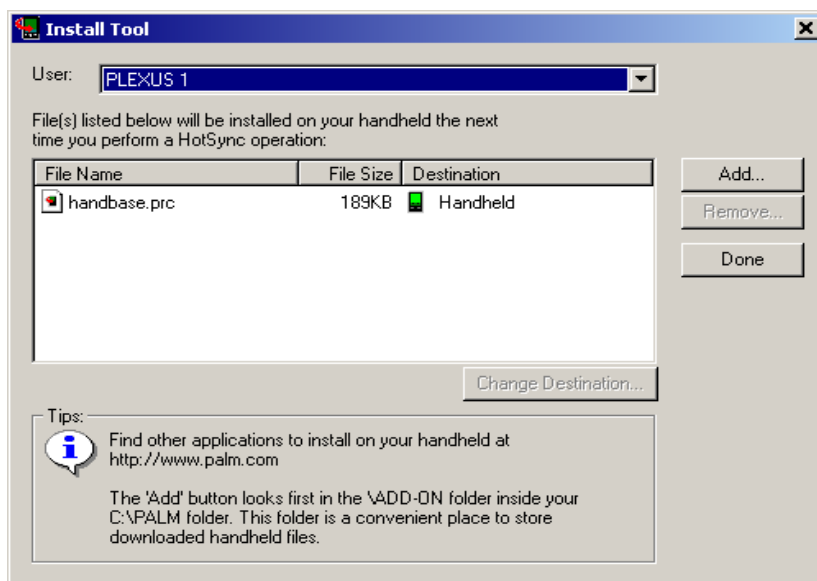 Install Tool
User: PLEXUS 1
File(s) listed below will be installed on your handheld the next
time you perform a HotSync operation:
File Name File Size Destination
handbase.prc 189KB Handheld
Add...
Remove...
Done
Change Destination...
Tips:
Find other applications to install on your handheld at
http://www.palm.com
The 'Add' button looks first in the \ADD-ON folder inside your
C:\PALM folder. This folder is a convenient place to store
downloaded handheld files.